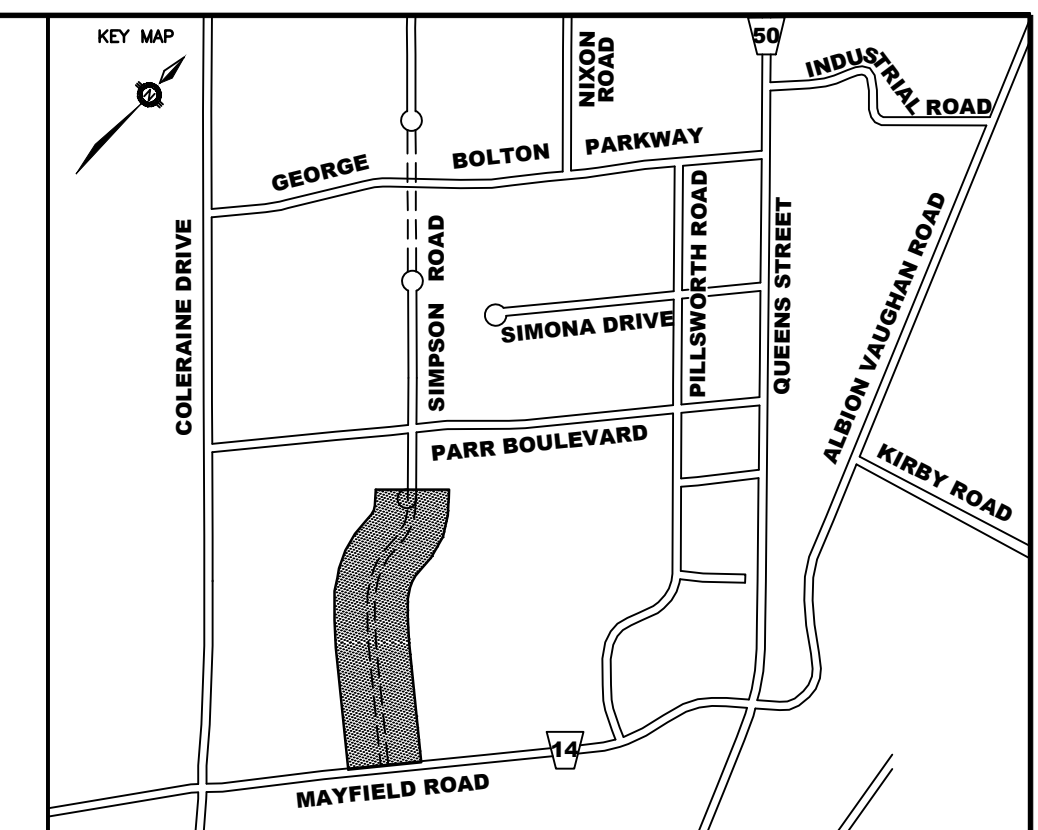 KEY MAP
N
50
NIXON
ROAD
INDUSTRIAL ROAD
GEORGE BOLTON PARKWAY
COLERAINE DRIVE
SIMPSON ROAD
PILLSWORTH ROAD
QUEENS STREET
ALBION VAUGHAN ROAD
SIMONA DRIVE
PARR BOULEVARD
KIRBY ROAD
14
MAYFIELD ROAD